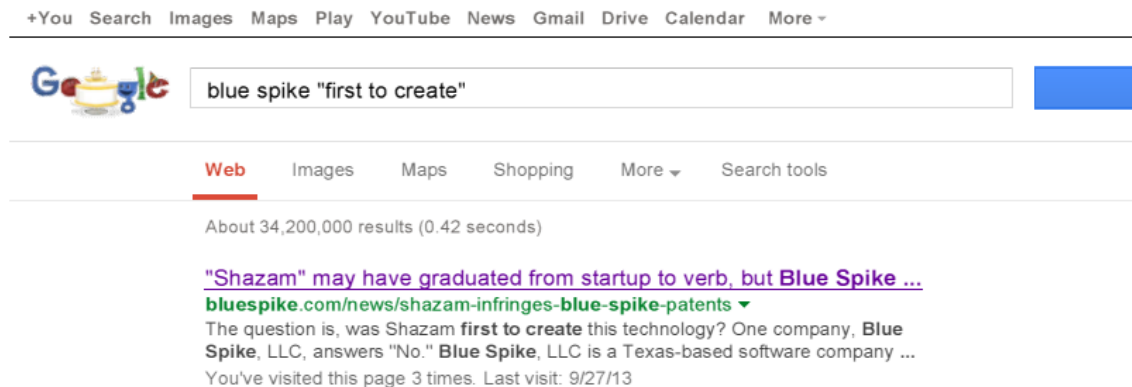 +You Search Images Maps Play YouTube News Gmail Drive Calendar More
Google
blue spike "first to create"
Web Images Maps Shopping More Search tools
About 34,200,000 results (0.42 seconds)
"Shazam" may have graduated from startup to verb, but Blue Spike ...
bluespike.com/news/shazam-infringes-blue-spike-patents
The question is, was Shazam first to create this technology? One company, Blue
Spike, LLC, answers "No." Blue Spike, LLC is a Texas-based software company ...
You've visited this page 3 times. Last visit: 9/27/13